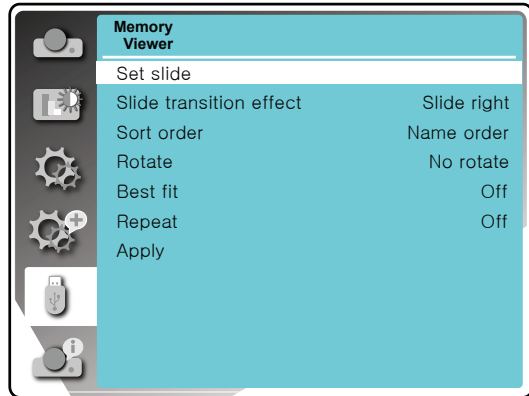 Memory
Viewer
Set slide
Slide transition effect Slide right
Sort order Name order
Rotate No rotate
Best fit Off
Repeat Off
Apply